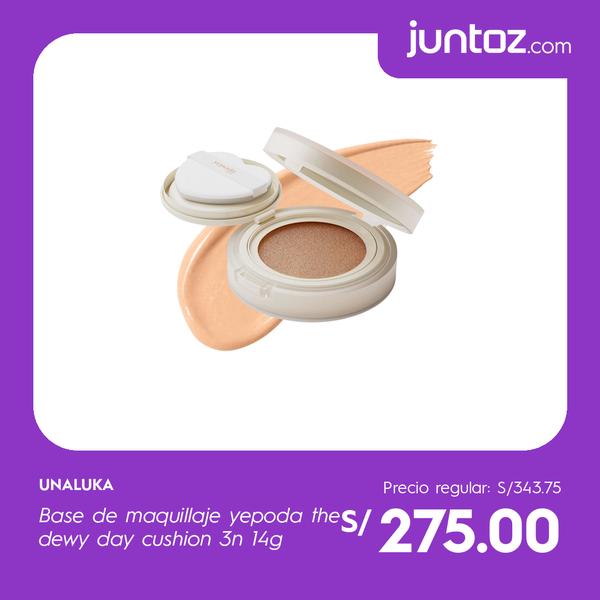 juntoz.com
yepoda
UNALUKA
Base de maquillaje yepoda the
dewy day cushion 3n 14g
Precio regular: S/343.75
S/ 275.00